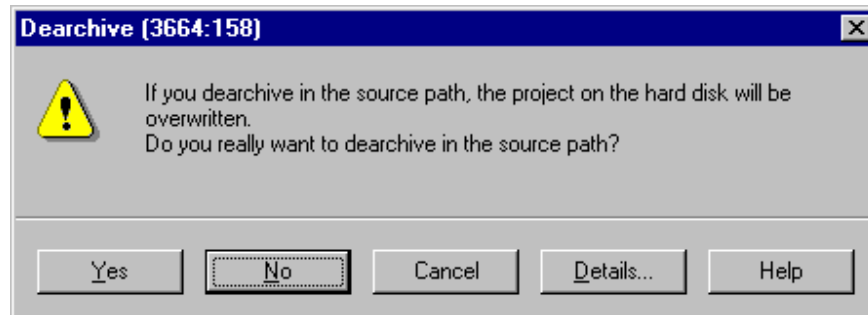 Dearchive (3664:158)
If you dearchive in the source path, the project on the hard disk will be
overwritten.
Do you really want to dearchive in the source path?
Yes No Cancel Details... Help